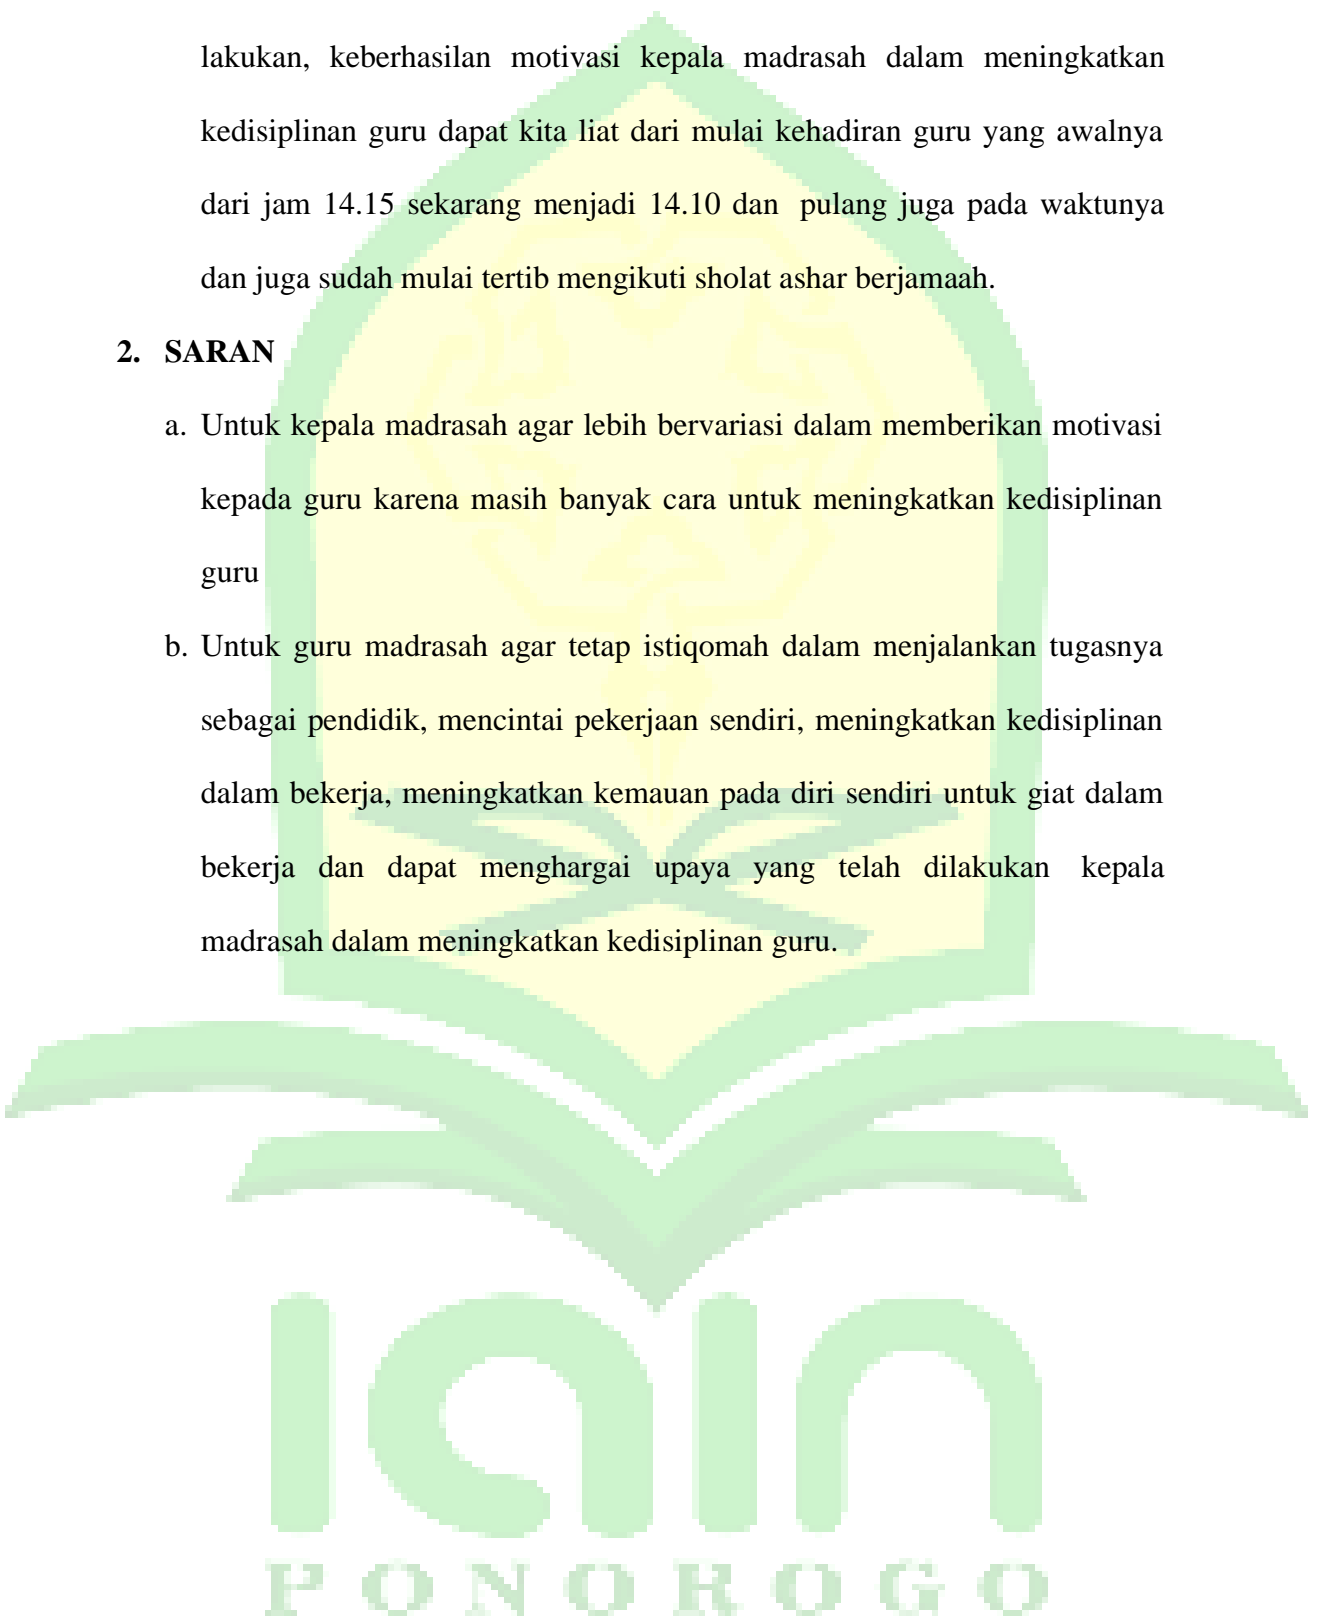 lakukan, keberhasilan motivasi kepala madrasah dalam meningkatkan
kedisiplinan guru dapat kita liat dari mulai kehadiran guru yang awalnya
dari jam 14.15 sekarang menjadi 14.10 dan pulang juga pada waktunya
dan juga sudah mulai tertib mengikuti sholat ashar berjamaah.
2. SARAN
a. Untuk kepala madrasah agar lebih bervariasi dalam memberikan motivasi
kepada guru karena masih banyak cara untuk meningkatkan kedisiplinan
guru
b. Untuk guru madrasah agar tetap istiqomah dalam menjalankan tugasnya
sebagai pendidik, mencintai pekerjaan sendiri, meningkatkan kedisiplinan
dalam bekerja, meningkatkan kemauan pada diri sendiri untuk giat dalam
bekerja dan dapat menghargai upaya yang telah dilakukan kepala
madrasah dalam meningkatkan kedisiplinan guru.
IAIN
PONOROGO